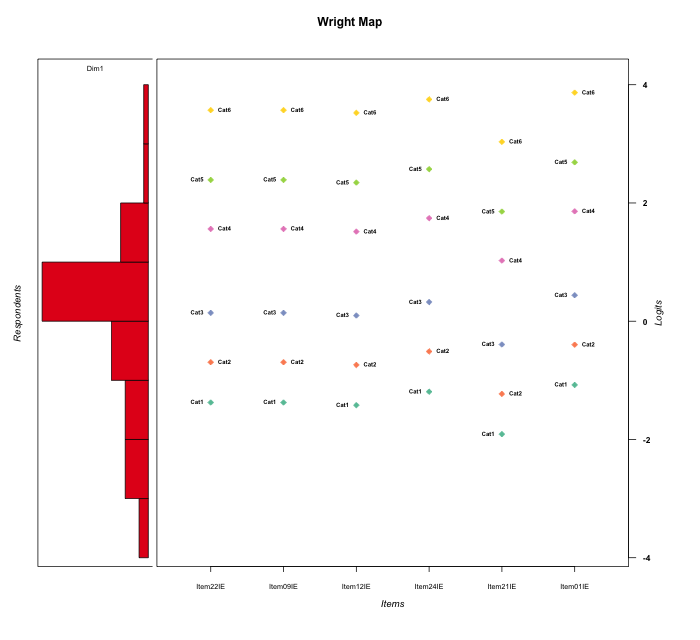 Wright Map
Dim1
Respondents
Cat6 Cat6 Cat6 Cat6 Cat6 Cat6
Cat5 Cat5 Cat5 Cat5 Cat5 Cat5
Cat4 Cat4 Cat4 Cat4 Cat4 Cat4
Cat3 Cat3 Cat3 Cat3 Cat3 Cat3
Cat2 Cat2 Cat2 Cat2 Cat2 Cat2
Cat1 Cat1 Cat1 Cat1 Cat1 Cat1
4
2
0
-2
-4
Logits
Item22IE Item09IE Item12IE Item24IE Item21IE Item01IE
Items